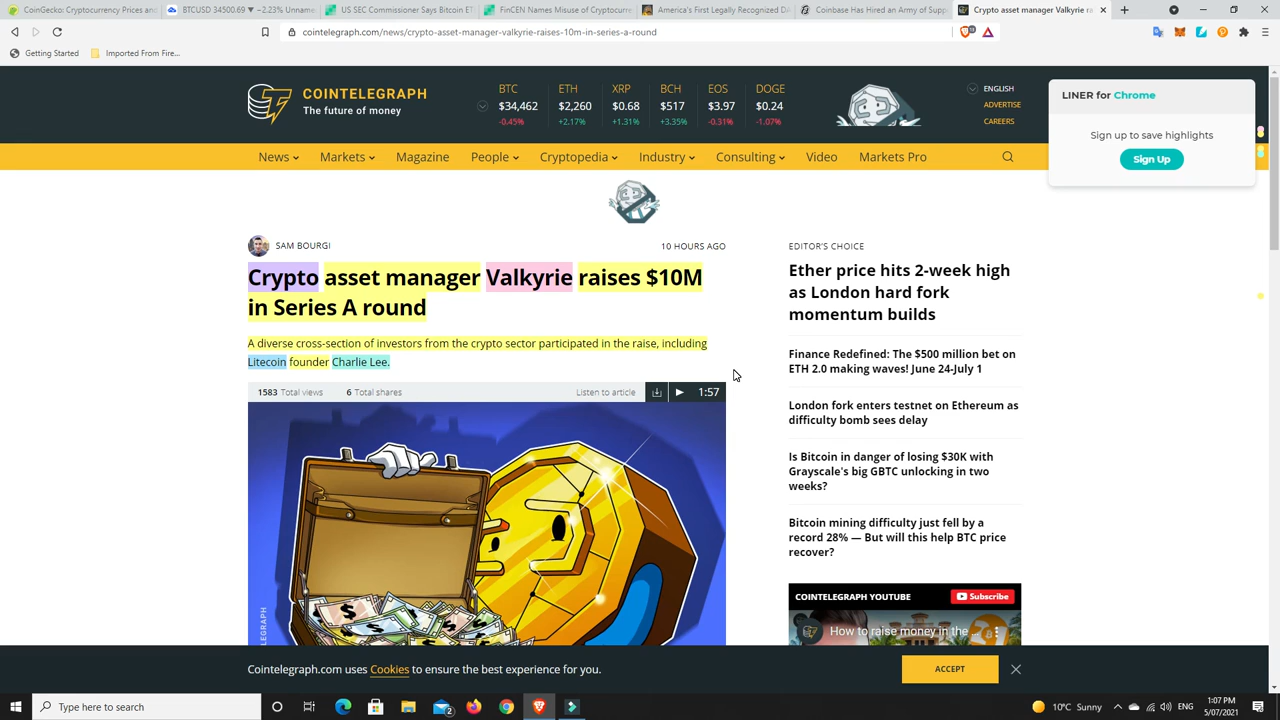 CoinGecko: Cryptocurrency Prices and
BTCUSD 34500.69 ▼ −2.23% Unname
US SEC Commissioner Says Bitcoin ET
FinCEN Names Misuse of Cryptocurre
America's First Legally Recognized DA
Coinbase Has Hired an Army of Supp
Crypto asset manager Valkyrie ra
cointelegraph.com/news/crypto-asset-manager-valkyrie-raises-10m-in-series-a-round
Getting Started
Imported From Fire...
COINTELEGRAPH
The future of money
BTC ETH XRP BCH EOS DOGE
$34,462 $2,260 $0.68 $517 $3.97 $0.24
-0.45% +2.17% +1.31% +3.35% -0.31% -1.07%
ENGLISH
ADVERTISE
CAREERS
LINER for Chrome
Sign up to save highlights
Sign Up
News Markets Magazine People Cryptopedia Industry Consulting Video Markets Pro
SAM BOURGI
10 HOURS AGO
Crypto asset manager Valkyrie raises $10M
in Series A round
A diverse cross-section of investors from the crypto sector participated in the raise, including
Litecoin founder Charlie Lee.
1583 Total views 6 Total shares Listen to article 1:57
EDITOR'S CHOICE
Ether price hits 2-week high
as London hard fork
momentum builds
Finance Redefined: The $500 million bet on
ETH 2.0 making waves! June 24-July 1
London fork enters testnet on Ethereum as
difficulty bomb sees delay
Is Bitcoin in danger of losing $30K with
Grayscale's big GBTC unlocking in two
weeks?
Bitcoin mining difficulty just fell by a
record 28% — But will this help BTC price
recover?
COINTELEGRAPH YOUTUBE
Subscribe
How to raise money in the ...
Cointelegraph.com uses Cookies to ensure the best experience for you.
ACCEPT
Type here to search
2
10°C Sunny
ENG
1:07 PM
5/07/2021